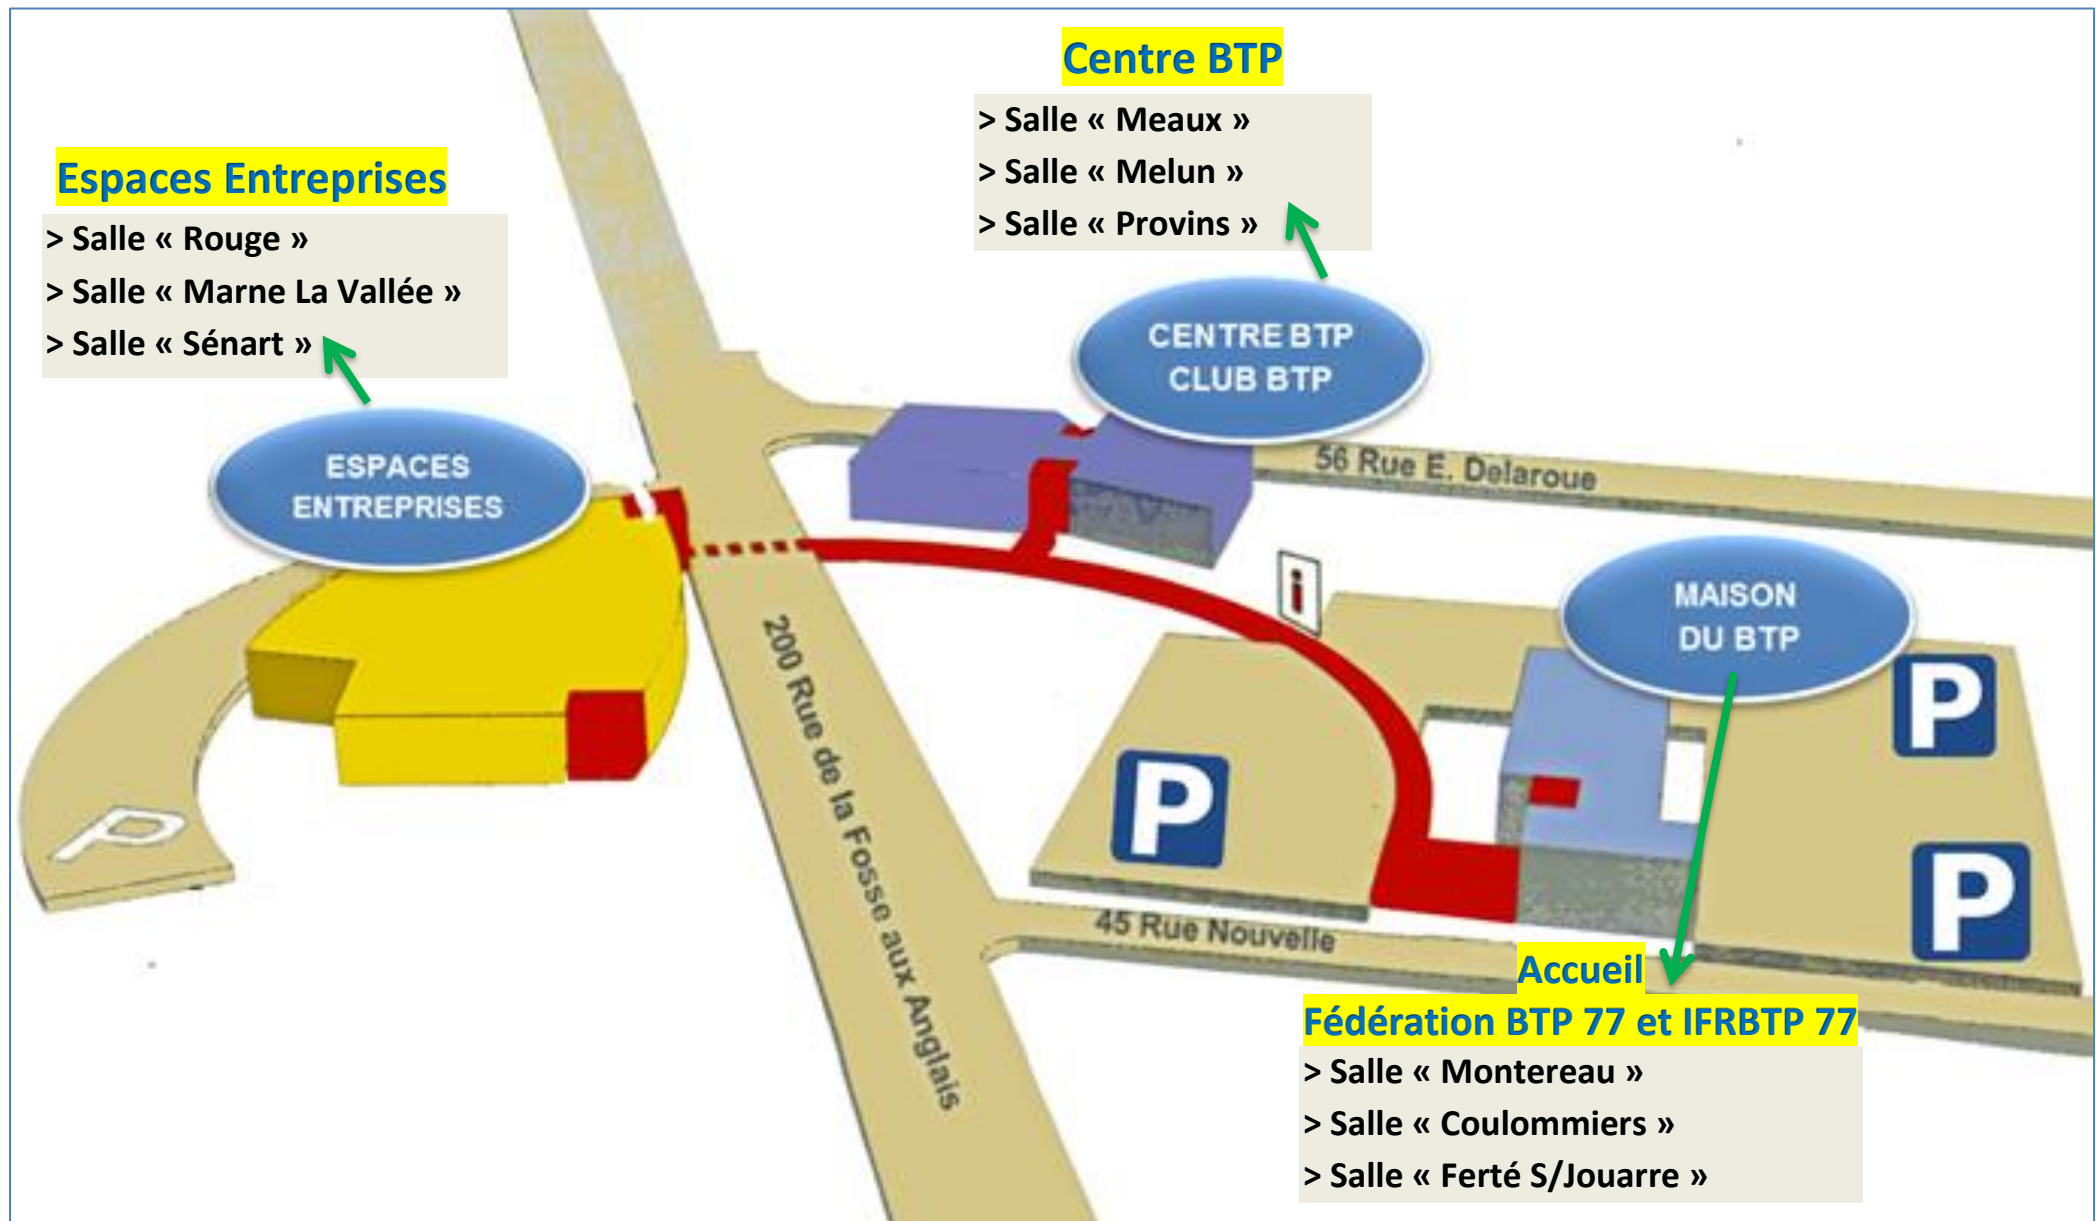 Centre BTP
> Salle « Meaux »
> Salle « Melun »
> Salle « Provins »
Espaces Entreprises
> Salle « Rouge »
> Salle « Marne La Vallée »
> Salle « Sénart »
CENTRE BTP
CLUB BTP
ESPACES
ENTREPRISES
56 Rue E. Delaroue
i
MAISON
DU BTP
200 Rue de la Fosse aux Anglais
P
P
P
P
45 Rue Nouvelle
Accueil
Fédération BTP 77 et IFRBTP 77
> Salle « Montereau »
> Salle « Coulommiers »
> Salle « Ferté S/Jouarre »